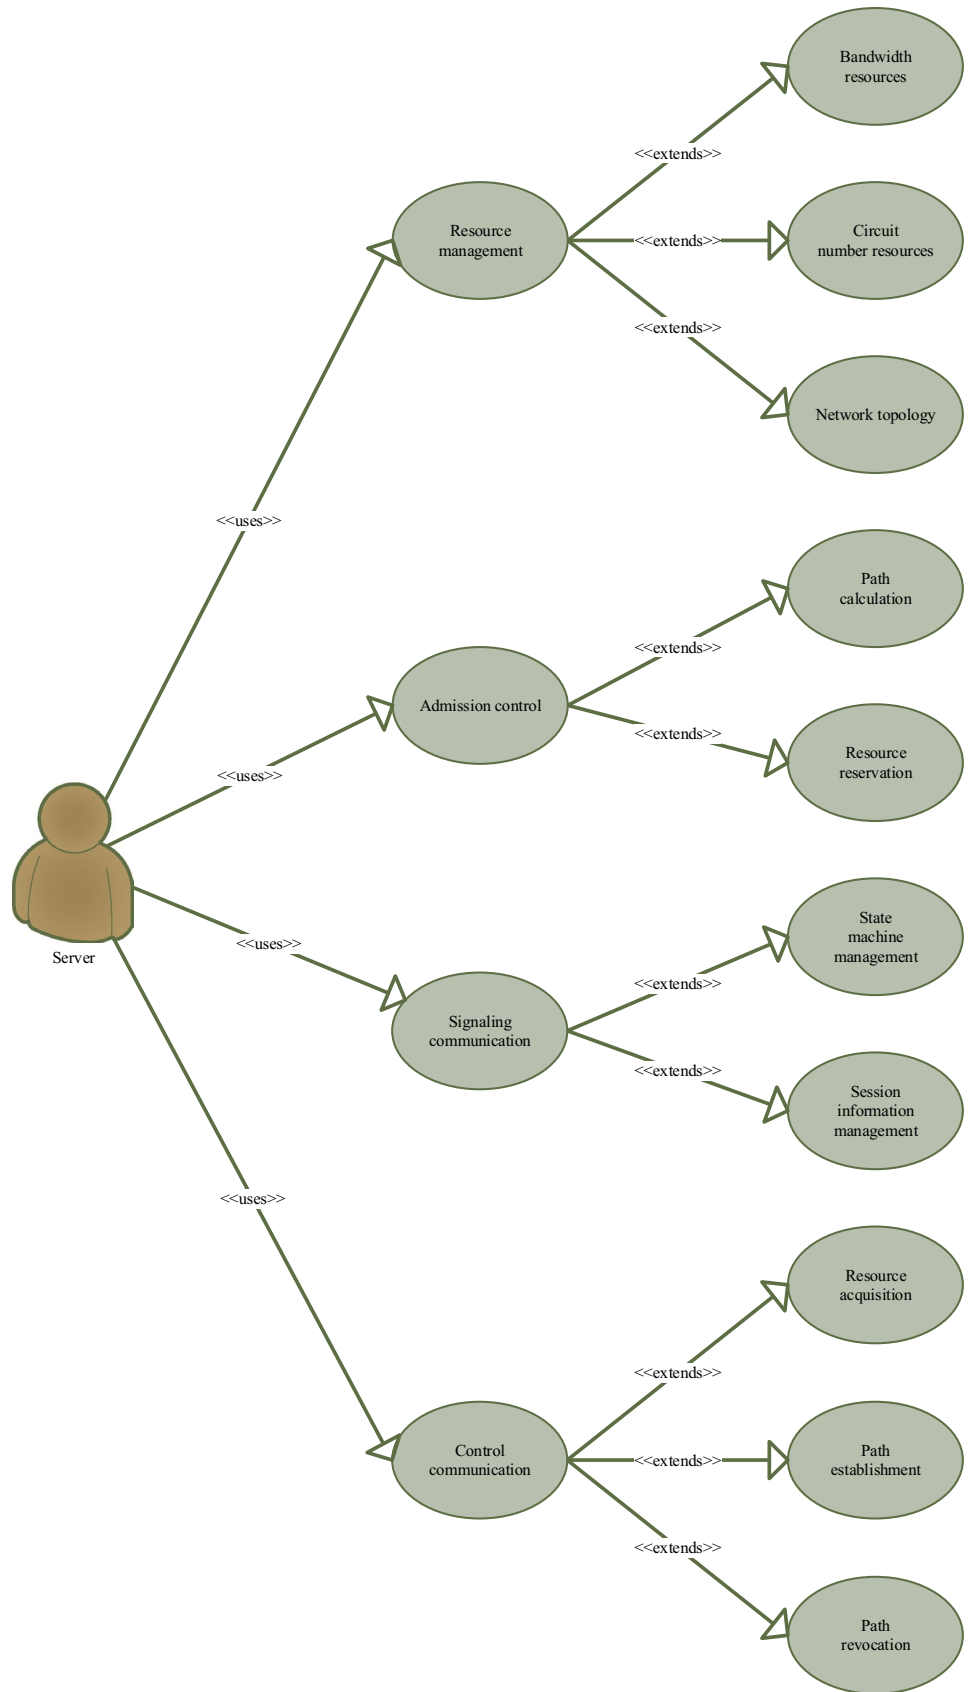 Bandwidth
resources
<<extends>>
Resource
management
<<extends>>
Circuit
number resources
<<extends>>
Network topology
<<uses>>
Path
calculation
<<extends>>
Admission control
<<extends>>
Resource
reservation
<<uses>>
Server
<<uses>>
State
machine
management
<<extends>>
Signaling
communication
<<extends>>
Session
information
management
<<uses>>
Resource
acquisition
<<extends>>
Control
communication
<<extends>>
Path
establishment
<<extends>>
Path
revocation